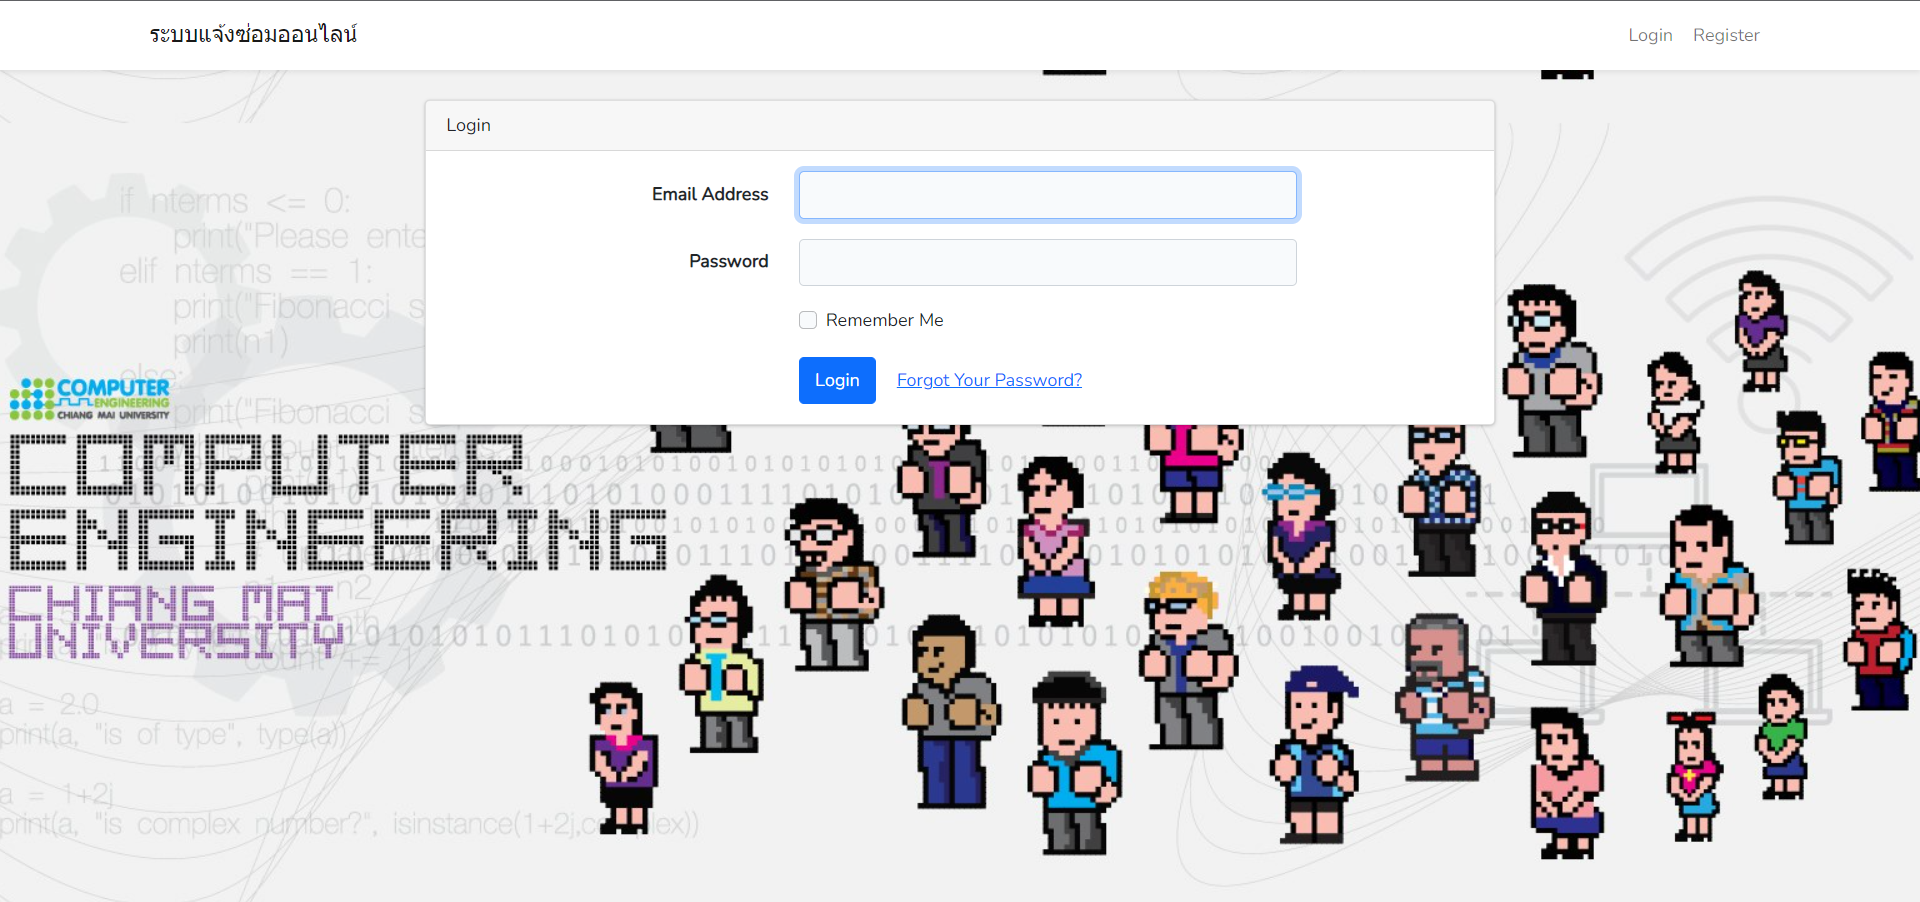 ระบบแจ้งซ่อมออนไลน์
Login Register
Login
Email Address
Password
Remember Me
Login Forgot Your Password?
if nterms <= 0:
print("Please ente
elif nterms == 1:
print("Fibonacci s
print(n1)
else:
print("Fibonacci s
COMPUTER
ENGINEERING
CHIANG MAI UNIVERSITY
COMPUTER
ENGINEERING
CHIANG MAI
UNIVERSITY
count += 1
a = 2.0
print(a, "is of type", type(a))
a = 1+2j
print(a, "is complex number?", isinstance(1+2j,complex))